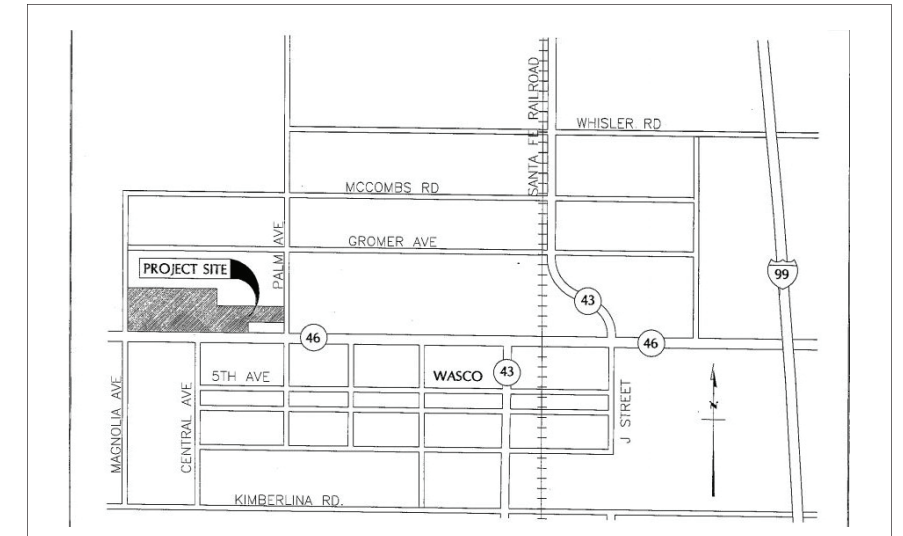 SANTA FE RAILROAD
WHISLER RD
MCCOMBS RD
PALM AVE
GROMER AVE
PROJECT SITE
99
43
46
46
5TH AVE
WASCO
43
MAGNOLIA AVE
CENTRAL AVE
J STREET
N
KIMBERLINA RD.